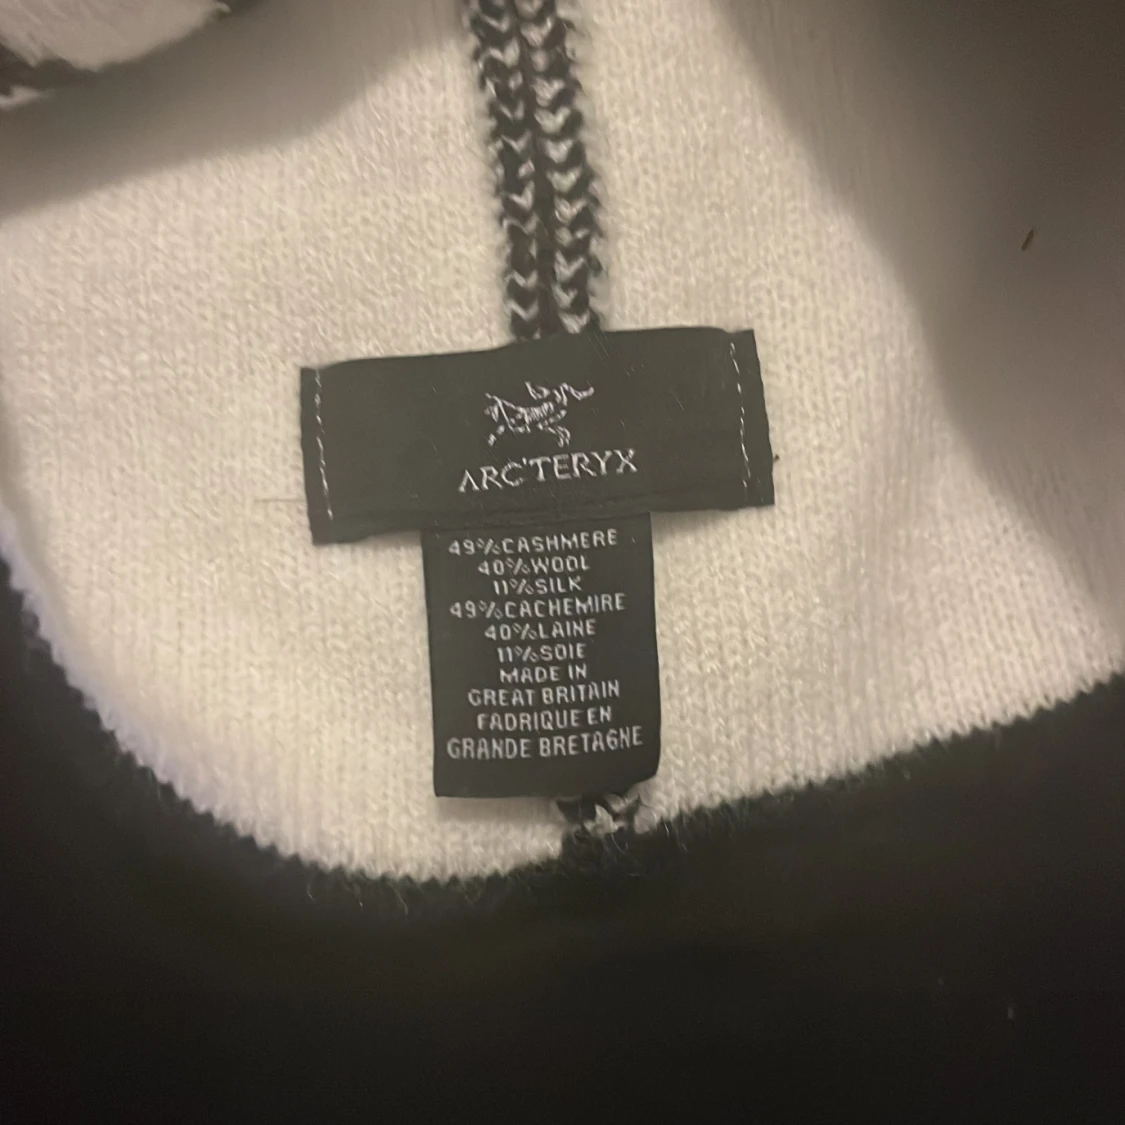 ARC'TERYX
49%CASHMERE
40%WOOL
11%SILK
49%CACHEMIRE
40%LAINE
11%SOIE
MADE IN
GREAT BRITAIN
FADRIQUE EN
GRANDE BRETAGNE